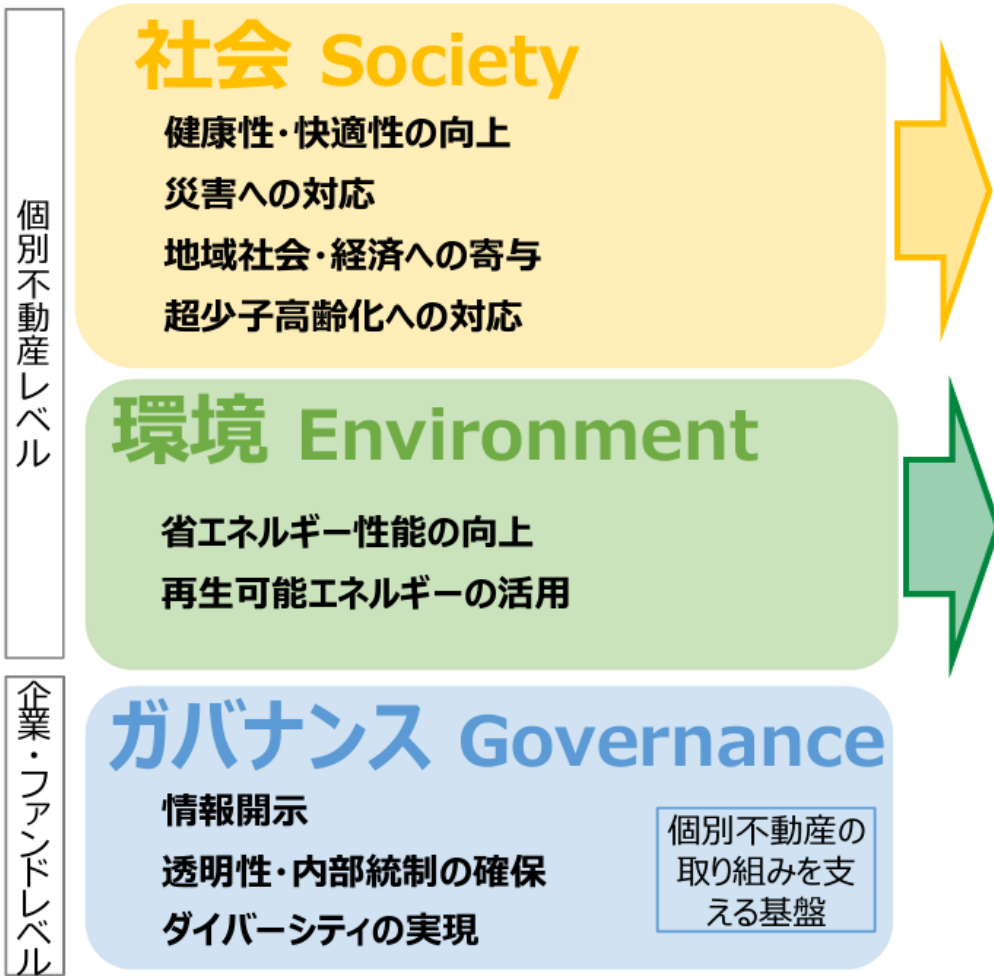 個別不動産レベル
社会 Society
健康性・快適性の向上
災害への対応
地域社会・経済への寄与
超少子高齢化への対応
環境 Environment
省エネルギー性能の向上
再生可能エネルギーの活用
企業・ファンドレベル
ガバナンス Governance
情報開示
透明性・内部統制の確保
ダイバーシティの実現
個別不動産の
取り組みを支
える基盤